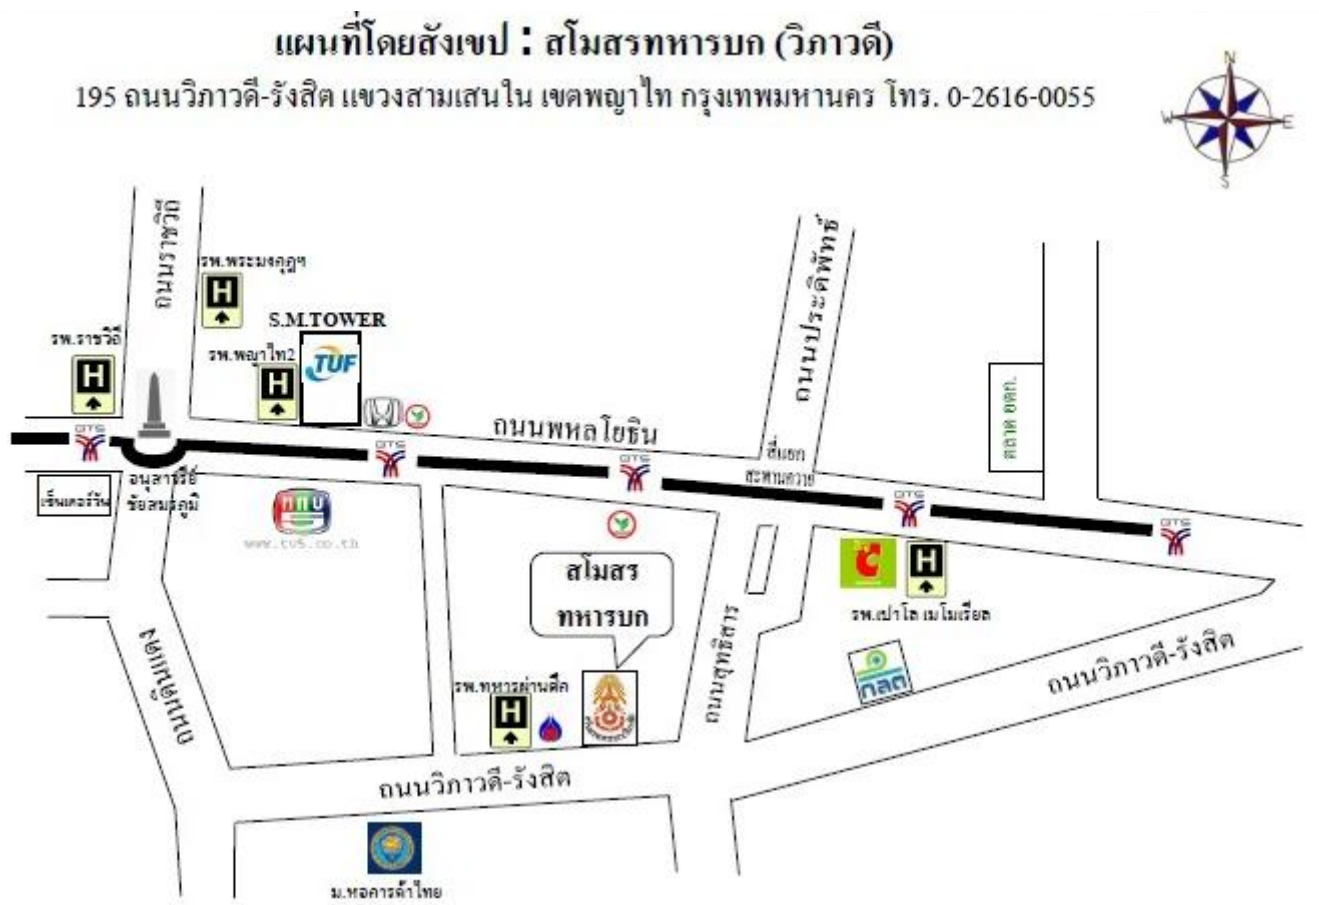 แผนที่โดยสังเขป : สโมสรทหารบก (วิภาวดี)
195 ถนนวิภาวดี-รังสิต แขวงสามเสนใน เขตพญาไท กรุงเทพมหานคร โทร. 0-2616-0055
N
W
E
S
ถนนราชวิถี
ถนนประดิพัทธ์
รพ.พระมงกุฎฯ
H
S.M.TOWER
รพ.ราชวิถี
H
รพ.พญาไท2
H
TUF
ตลาด อตก.
ถนนพหลโยธิน
BTS
BTS
BTS
สี่แยก
สะพานควาย
BTS
BTS
เซ็นเตอร์วัน
อนุสาวรีย์
ชัยสมรภูมิ
ททบ
www.tv5.co.th
สโมสร
ทหารบก
H
รพ.เปาโล เมโมเรียล
ถนนดินแดง
ถนนสุทธิสาร
กลต
ถนนวิภาวดี-รังสิต
รพ.ทหารผ่านศึก
H
ถนนวิภาวดี-รังสิต
ม.หอการค้าไทย